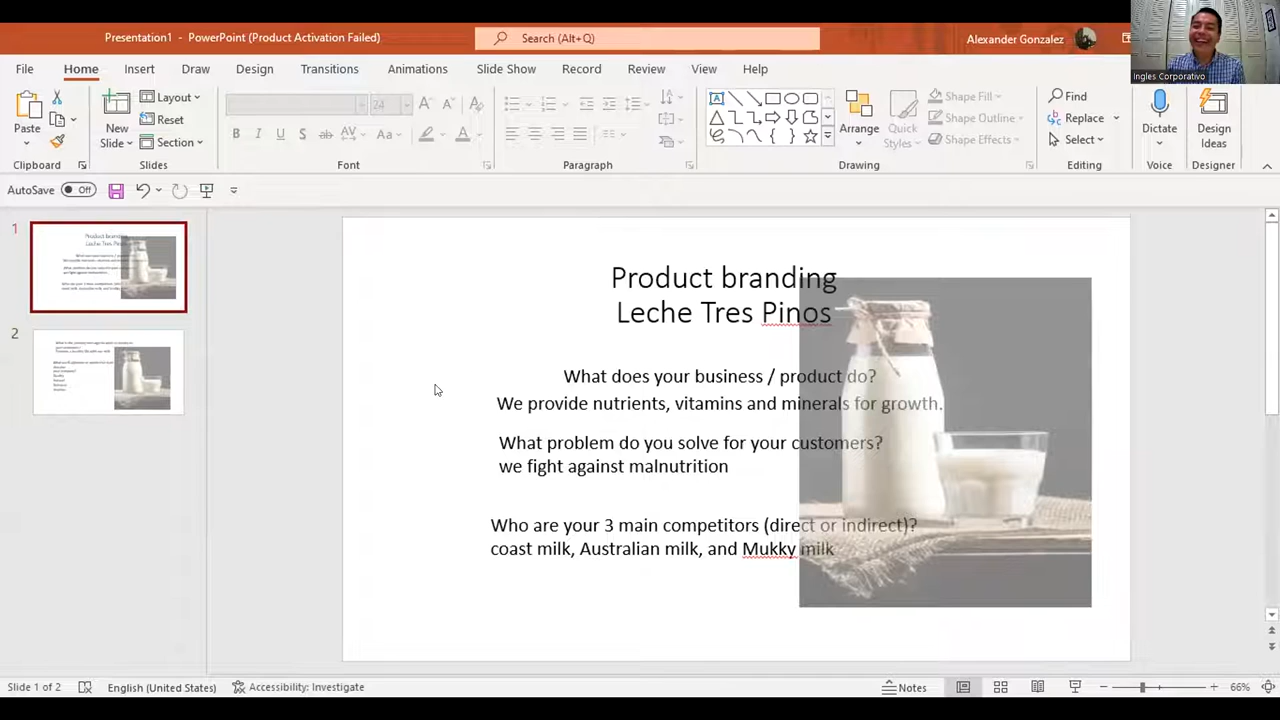 Presentation1 - PowerPoint (Product Activation Failed)
Search (Alt+Q)
Alexander Gonzalez
Ingles Corporativo
File Home Insert Draw Design Transitions Animations Slide Show Record Review View Help
Paste
New
Slide
Layout
Reset
Section
24
Arrange
Quick
Styles
Shape Fill
Shape Outline
Shape Effects
Find
Replace
Select
Dictate
Design
Ideas
Clipboard Slides Font Paragraph Drawing Editing Voice Designer
AutoSave Off
1
2
Product branding
Leche Tres Pinos
What does your business / product do?
We provide nutrients, vitamins and minerals for growth.
What problem do you solve for your customers?
we fight against malnutrition
Who are your 3 main competitors (direct or indirect)?
coast milk, Australian milk, and Mukky milk
Slide 1 of 2 English (United States) Accessibility: Investigate Notes 66%